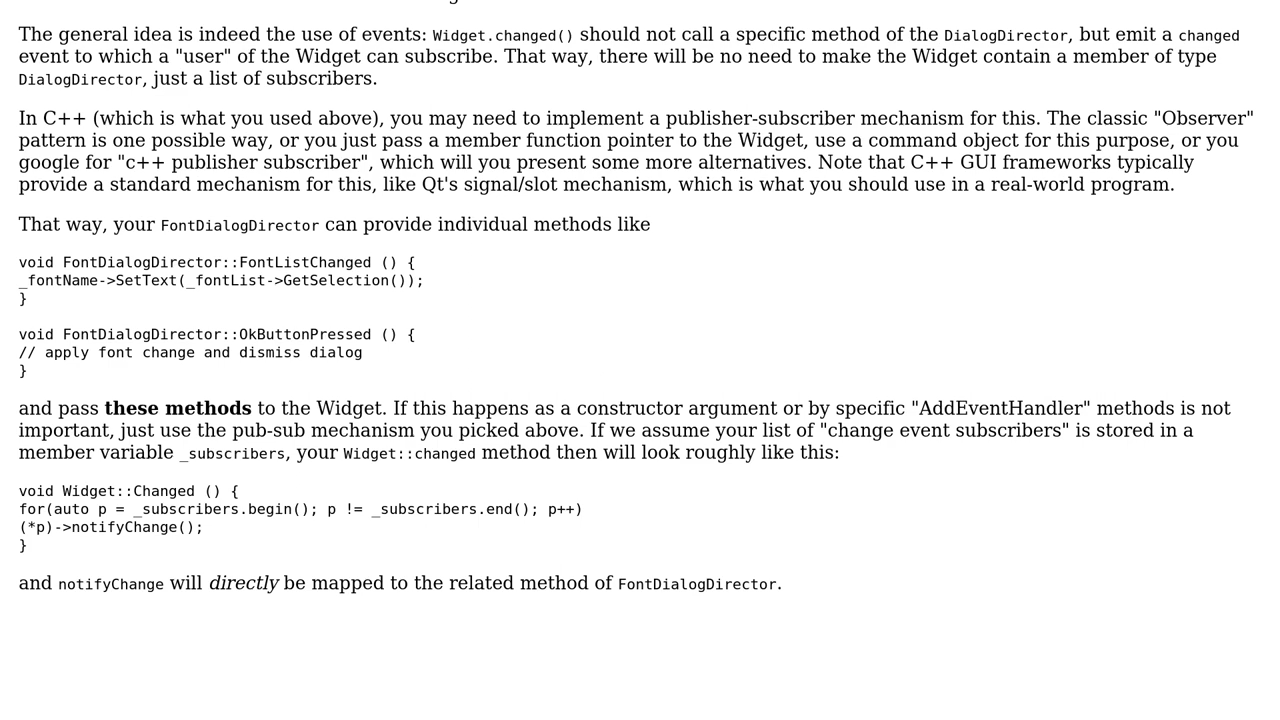 The general idea is indeed the use of events: Widget.changed() should not call a specific method of the DialogDirector, but emit a changed
event to which a "user" of the Widget can subscribe. That way, there will be no need to make the Widget contain a member of type
DialogDirector, just a list of subscribers.
In C++ (which is what you used above), you may need to implement a publisher-subscriber mechanism for this. The classic "Observer"
pattern is one possible way, or you just pass a member function pointer to the Widget, use a command object for this purpose, or you
google for "c++ publisher subscriber", which will you present some more alternatives. Note that C++ GUI frameworks typically
provide a standard mechanism for this, like Qt's signal/slot mechanism, which is what you should use in a real-world program.
That way, your FontDialogDirector can provide individual methods like
void FontDialogDirector::FontListChanged () {
_fontName->SetText(_fontList->GetSelection());
}
void FontDialogDirector::OkButtonPressed () {
// apply font change and dismiss dialog
}
and pass these methods to the Widget. If this happens as a constructor argument or by specific "AddEventHandler" methods is not
important, just use the pub-sub mechanism you picked above. If we assume your list of "change event subscribers" is stored in a
member variable _subscribers, your Widget::changed method then will look roughly like this:
void Widget::Changed () {
for(auto p = _subscribers.begin(); p != _subscribers.end(); p++)
(*p)->notifyChange();
}
and notifyChange will directly be mapped to the related method of FontDialogDirector.